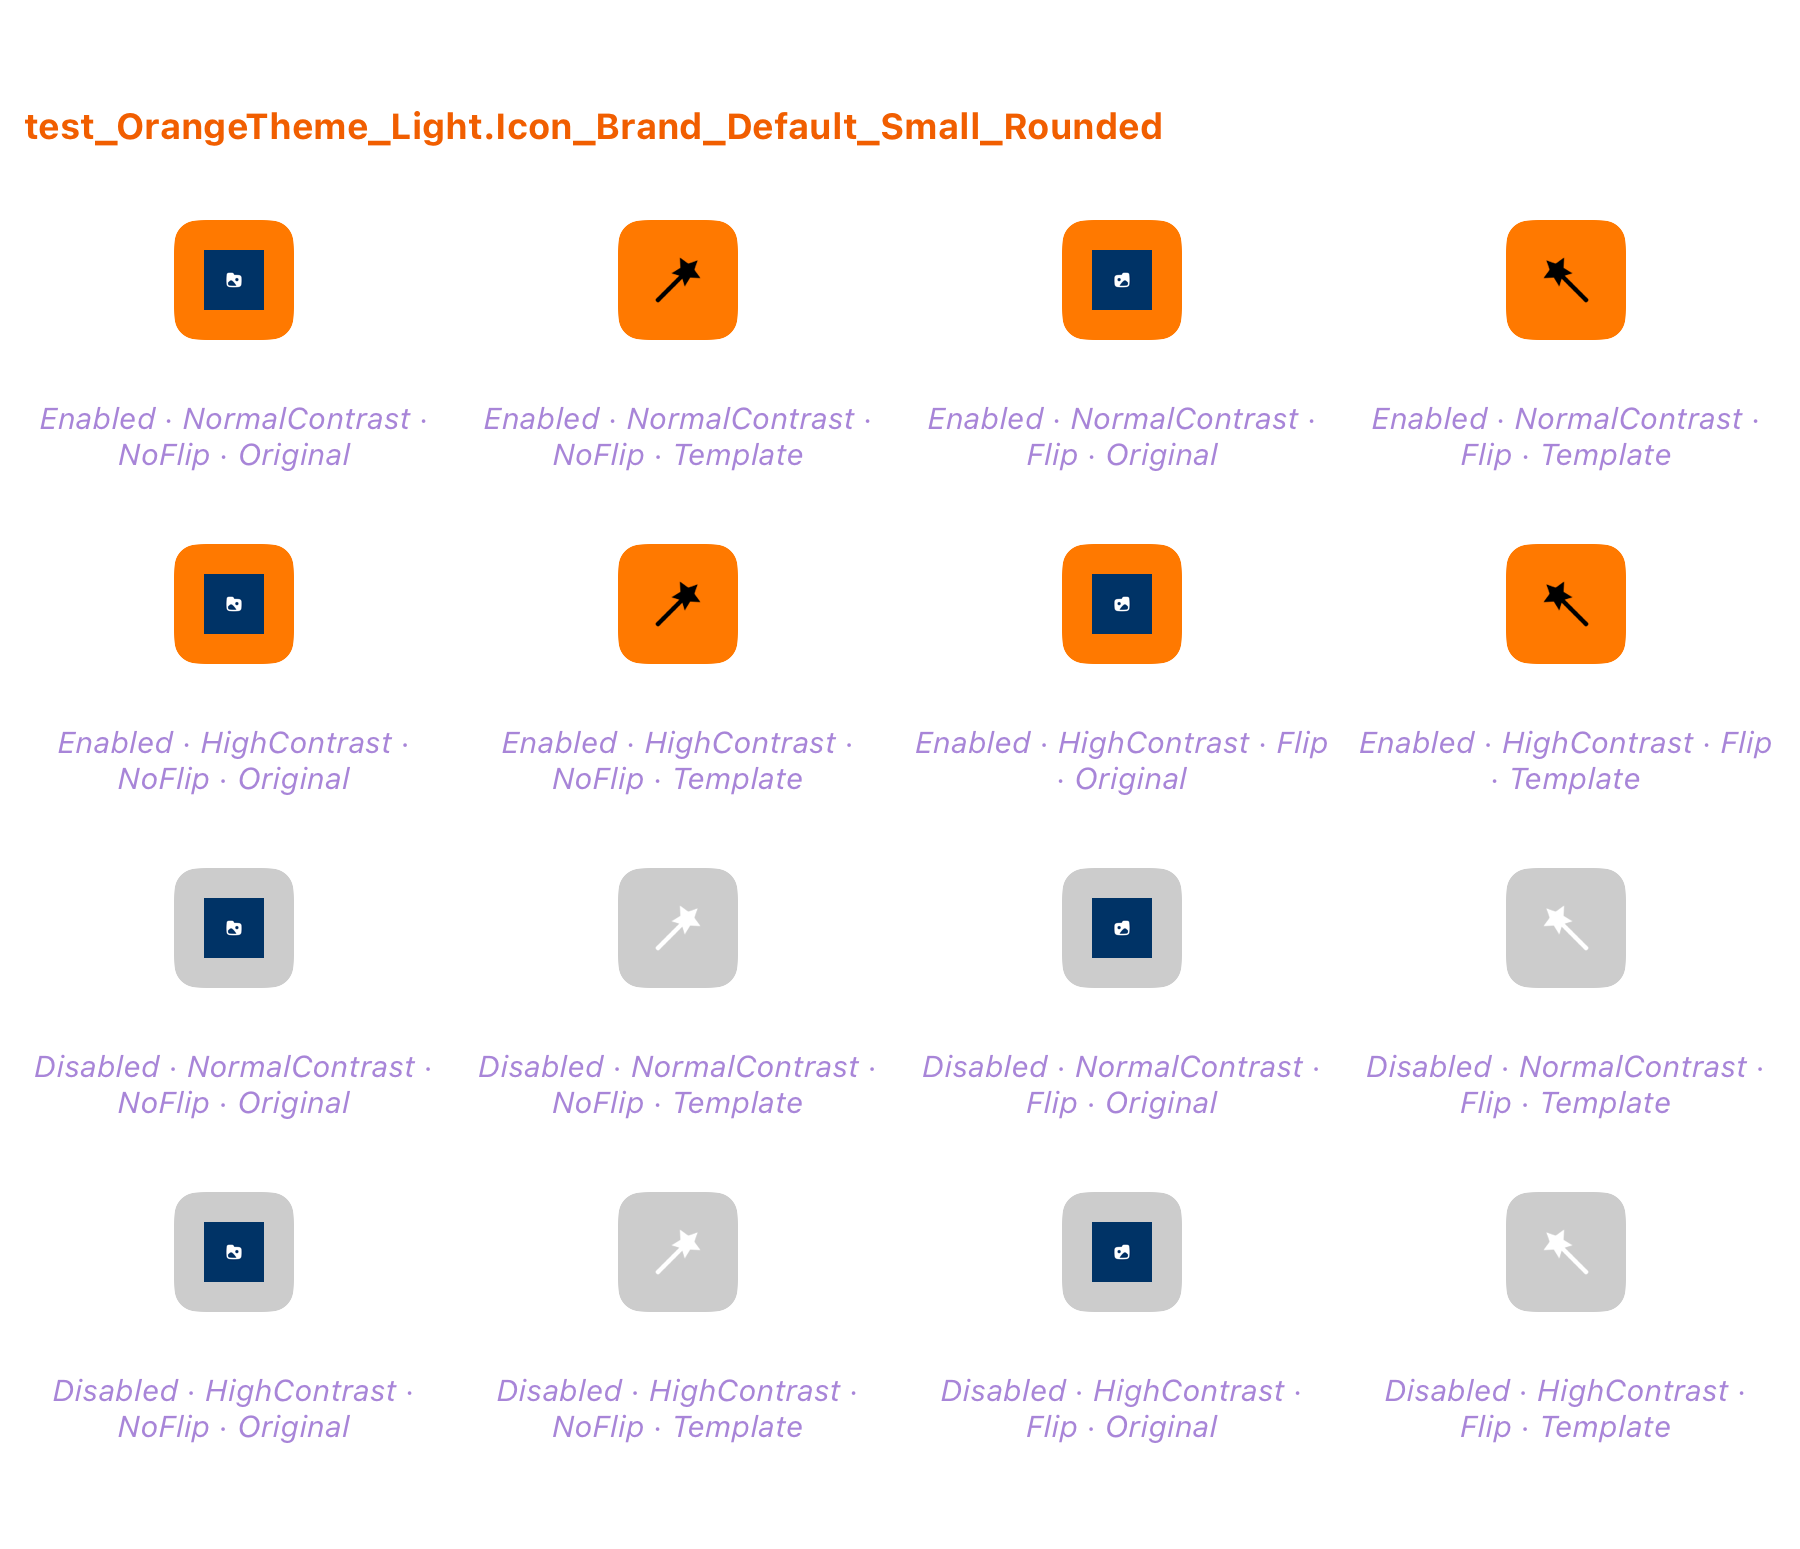 test_OrangeTheme_Light.Icon_Brand_Default_Small_Rounded
Enabled · NormalContrast ·
NoFlip · Original
Enabled · NormalContrast ·
NoFlip · Template
Enabled · NormalContrast ·
Flip · Original
Enabled · NormalContrast ·
Flip · Template
Enabled · HighContrast ·
NoFlip · Original
Enabled · HighContrast ·
NoFlip · Template
Enabled · HighContrast · Flip
· Original
Enabled · HighContrast · Flip
· Template
Disabled · NormalContrast ·
NoFlip · Original
Disabled · NormalContrast ·
NoFlip · Template
Disabled · NormalContrast ·
Flip · Original
Disabled · NormalContrast ·
Flip · Template
Disabled · HighContrast ·
NoFlip · Original
Disabled · HighContrast ·
NoFlip · Template
Disabled · HighContrast ·
Flip · Original
Disabled · HighContrast ·
Flip · Template